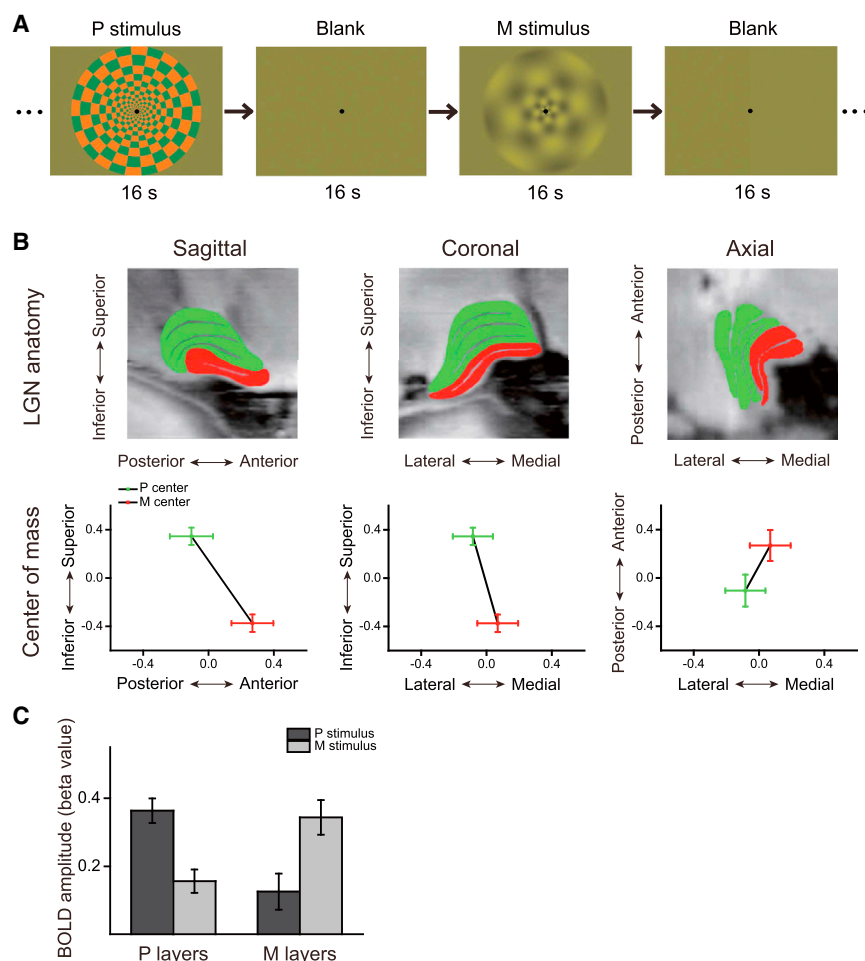 A
P stimulus
Blank
M stimulus
Blank
•••
•••
16 s
16 s
16 s
16 s
B
Sagittal
Coronal
Axial
LGN anatomy
Inferior ↔ Superior
Inferior ↔ Superior
Posterior ↔ Anterior
Posterior ↔ Anterior
Lateral ↔ Medial
Lateral ↔ Medial
Center of mass
P center
M center
Inferior ↔ Superior
0.4
0.0
-0.4
-0.4 0.0 0.4
Posterior ↔ Anterior
Inferior ↔ Superior
0.4
0.0
-0.4
-0.4 0.0 0.4
Lateral ↔ Medial
Posterior ↔ Anterior
0.4
0.0
-0.4
-0.4 0.0 0.4
Lateral ↔ Medial
C
BOLD amplitude (beta value)
P stimulus
M stimulus
0.4
0.2
P layers
M layers